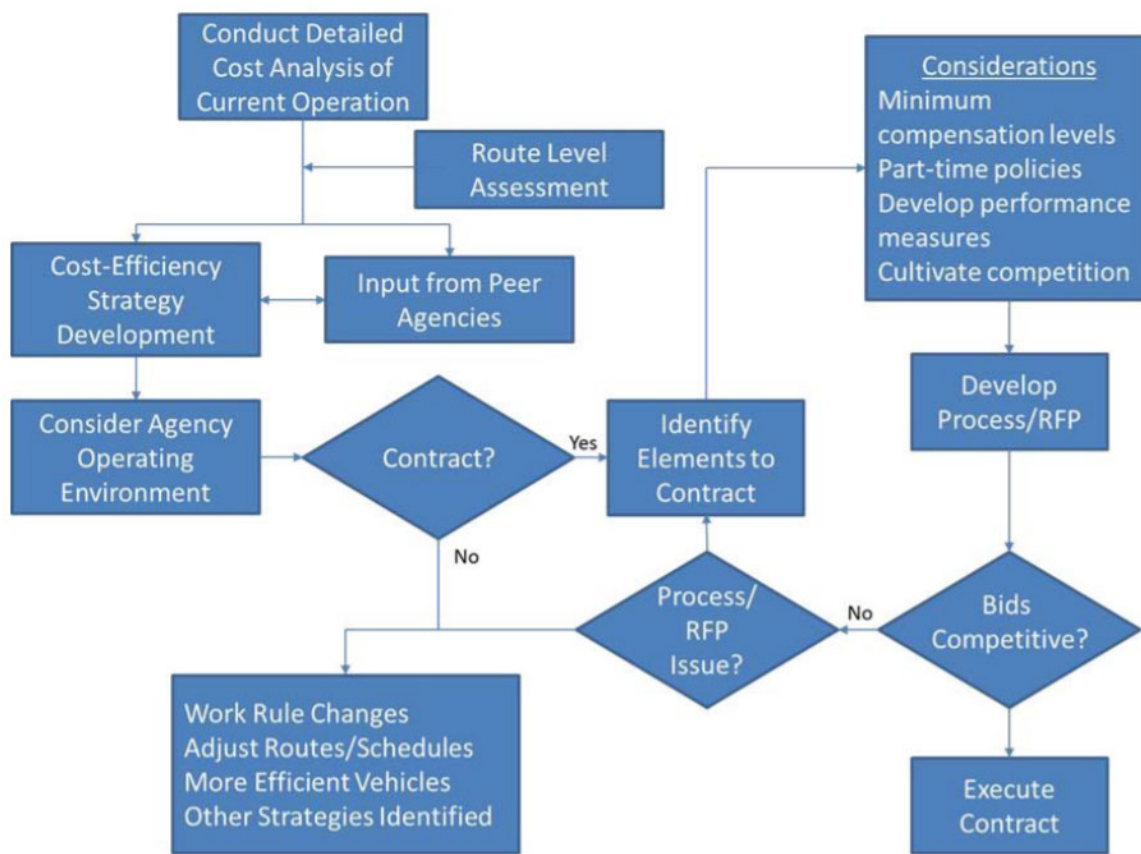 Conduct Detailed
Cost Analysis of
Current Operation
Route Level
Assessment
Cost-Efficiency
Strategy
Development
Input from Peer
Agencies
Consider Agency
Operating
Environment
Contract?
Yes
No
Identify
Elements to
Contract
Considerations
Minimum
compensation levels
Part-time policies
Develop performance
measures
Cultivate competition
Develop
Process/RFP
Bids
Competitive?
No
Process/
RFP
Issue?
Work Rule Changes
Adjust Routes/Schedules
More Efficient Vehicles
Other Strategies Identified
Execute
Contract